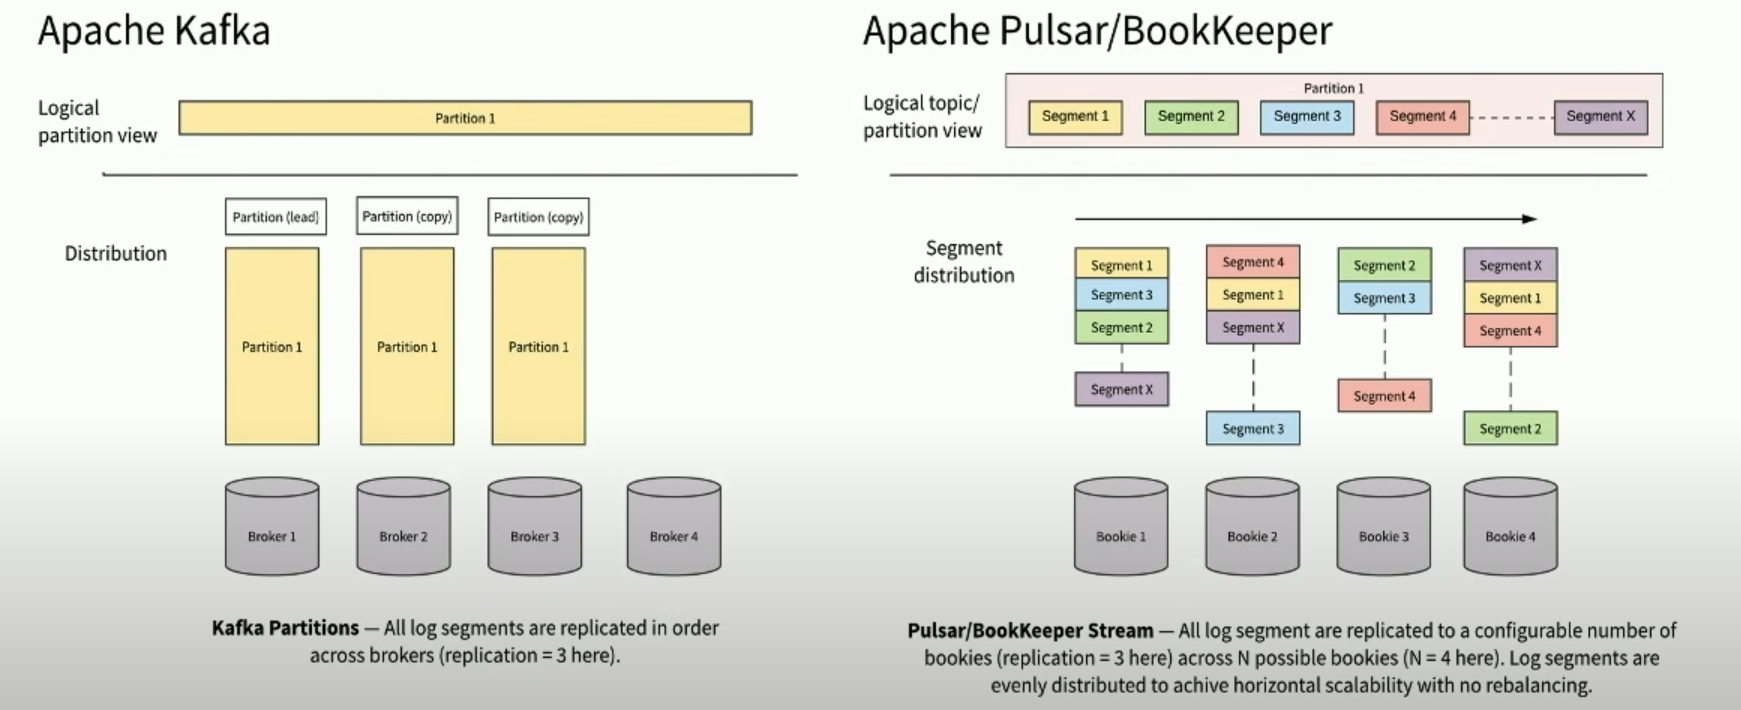 Apache Kafka
Logical
partition view
Partition 1
Partition (lead)
Partition (copy)
Partition (copy)
Distribution
Partition 1
Partition 1
Partition 1
Broker 1
Broker 2
Broker 3
Broker 4
Kafka Partitions — All log segments are replicated in order
across brokers (replication = 3 here).
Apache Pulsar/BookKeeper
Logical topic/
partition view
Partition 1
Segment 1
Segment 2
Segment 3
Segment 4
Segment X
Segment
distribution
Segment 1
Segment 3
Segment 2
Segment X
Segment 4
Segment 1
Segment X
Segment 3
Segment 2
Segment 3
Segment 4
Segment X
Segment 1
Segment 4
Segment 2
Bookie 1
Bookie 2
Bookie 3
Bookie 4
Pulsar/BookKeeper Stream — All log segment are replicated to a configurable number of
bookies (replication = 3 here) across N possible bookies (N = 4 here). Log segments are
evenly distributed to achive horizontal scalability with no rebalancing.